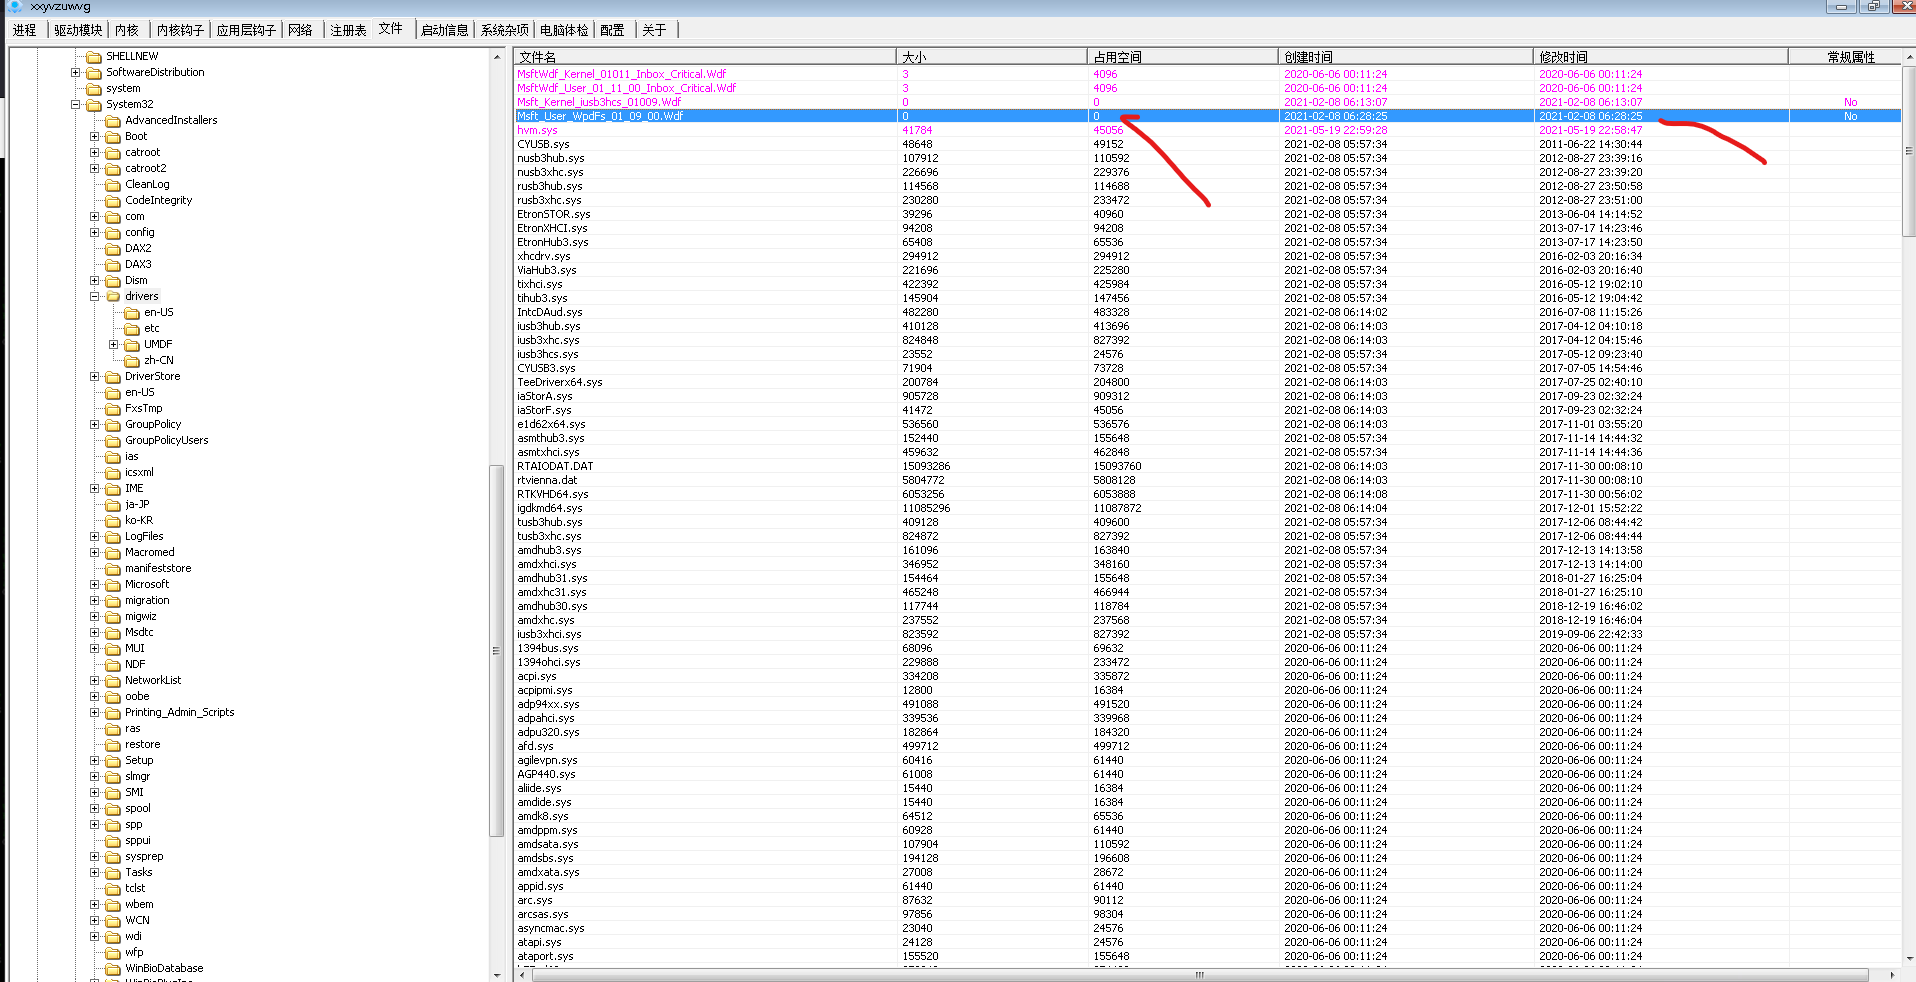 xxyvzuwvg
进程 驱动模块 内核 内核钩子 应用层钩子 网络 注册表 文件 启动信息 系统杂项 电脑体检 配置 关于
SHELLNEW
SoftwareDistribution
system
System32
AdvancedInstallers
Boot
catroot
catroot2
CleanLog
CodeIntegrity
com
config
DAX2
DAX3
Dism
drivers
en-US
etc
UMDF
zh-CN
DriverStore
en-US
FxsTmp
GroupPolicy
GroupPolicyUsers
ias
icsxml
IME
ja-JP
ko-KR
LogFiles
Macromed
manifeststore
Microsoft
migration
migwiz
Msdtc
MUI
NDF
NetworkList
oobe
Printing_Admin_Scripts
ras
restore
Setup
slmgr
SMI
spool
spp
sppui
sysprep
Tasks
tclst
wbem
WCN
wdi
wfp
WinBioDatabase
文件名 大小 占用空间 创建时间 修改时间 常规属性
MsftWdf_Kernel_01011_Inbox_Critical.Wdf 3 4096 2020-06-06 00:11:24 2020-06-06 00:11:24
MsftWdf_User_01_11_00_Inbox_Critical.Wdf 3 4096 2020-06-06 00:11:24 2020-06-06 00:11:24
Msft_Kernel_iusb3hcs_01009.Wdf 0 0 2021-02-08 06:13:07 2021-02-08 06:13:07 No
Msft_User_WpdFs_01_09_00.Wdf 0 0 2021-02-08 06:28:25 2021-02-08 06:28:25 No
hvm.sys 41784 45056 2021-05-19 22:59:28 2021-05-19 22:58:47
CYUSB.sys 48648 49152 2021-02-08 05:57:34 2011-06-22 14:30:44
nusb3hub.sys 107912 110592 2021-02-08 05:57:34 2012-08-27 23:39:16
nusb3xhc.sys 226696 229376 2021-02-08 05:57:34 2012-08-27 23:39:20
rusb3hub.sys 114568 114688 2021-02-08 05:57:34 2012-08-27 23:50:58
rusb3xhc.sys 230280 233472 2021-02-08 05:57:34 2012-08-27 23:51:00
EtronSTOR.sys 39296 40960 2021-02-08 05:57:34 2013-06-04 14:14:52
EtronXHCI.sys 94208 94208 2021-02-08 05:57:34 2013-07-17 14:23:46
EtronHub3.sys 65408 65536 2021-02-08 05:57:34 2013-07-17 14:23:50
xhcdrv.sys 294912 294912 2021-02-08 05:57:34 2016-02-03 20:16:34
ViaHub3.sys 221696 225280 2021-02-08 05:57:34 2016-02-03 20:16:40
tixhci.sys 422392 425984 2021-02-08 05:57:34 2016-05-12 19:02:10
tihub3.sys 145904 147456 2021-02-08 05:57:34 2016-05-12 19:04:42
IntcDAud.sys 482280 483328 2021-02-08 06:14:02 2016-07-08 11:15:26
iusb3hub.sys 410128 413696 2021-02-08 06:14:03 2017-04-12 04:10:18
iusb3xhc.sys 824848 827392 2021-02-08 06:14:03 2017-04-12 04:15:46
iusb3hcs.sys 23552 24576 2021-02-08 05:57:34 2017-05-12 09:23:40
CYUSB3.sys 71904 73728 2021-02-08 05:57:34 2017-07-05 14:54:46
TeeDriverx64.sys 200784 204800 2021-02-08 06:14:03 2017-07-25 02:40:10
iaStorA.sys 905728 909312 2021-02-08 06:14:03 2017-09-23 02:32:24
iaStorF.sys 41472 45056 2021-02-08 06:14:03 2017-09-23 02:32:24
e1d62x64.sys 536560 536576 2021-02-08 06:14:03 2017-11-01 03:55:20
asmthub3.sys 152440 155648 2021-02-08 05:57:34 2017-11-14 14:44:32
asmtxhci.sys 459632 462848 2021-02-08 05:57:34 2017-11-14 14:44:36
RTAIODAT.DAT 15093286 15093760 2021-02-08 06:14:03 2017-11-30 00:08:10
rtvienna.dat 5804772 5808128 2021-02-08 06:14:03 2017-11-30 00:08:10
RTKVHD64.sys 6053256 6053888 2021-02-08 06:14:08 2017-11-30 00:56:02
igdkmd64.sys 11085296 11087872 2021-02-08 06:14:04 2017-12-01 15:52:22
tusb3hub.sys 409128 409600 2021-02-08 05:57:34 2017-12-06 08:44:42
tusb3xhc.sys 824872 827392 2021-02-08 05:57:34 2017-12-06 08:44:44
amdhub3.sys 161096 163840 2021-02-08 05:57:34 2017-12-13 14:13:58
amdxhci.sys 346952 348160 2021-02-08 05:57:34 2017-12-13 14:14:00
amdhub31.sys 154464 155648 2021-02-08 05:57:34 2018-01-27 16:25:04
amdxhc31.sys 465248 466944 2021-02-08 05:57:34 2018-01-27 16:25:10
amdhub30.sys 117744 118784 2021-02-08 05:57:34 2018-12-19 16:46:02
amdxhc.sys 237552 237568 2021-02-08 05:57:34 2018-12-19 16:46:04
iusb3xhci.sys 823592 827392 2021-02-08 05:57:34 2019-09-06 22:42:33
1394bus.sys 68096 69632 2020-06-06 00:11:24 2020-06-06 00:11:24
1394ohci.sys 229888 233472 2020-06-06 00:11:24 2020-06-06 00:11:24
acpi.sys 334208 335872 2020-06-06 00:11:24 2020-06-06 00:11:24
acpipmi.sys 12800 16384 2020-06-06 00:11:24 2020-06-06 00:11:24
adp94xx.sys 491088 491520 2020-06-06 00:11:24 2020-06-06 00:11:24
adpahci.sys 339536 339968 2020-06-06 00:11:24 2020-06-06 00:11:24
adpu320.sys 182864 184320 2020-06-06 00:11:24 2020-06-06 00:11:24
afd.sys 499712 499712 2020-06-06 00:11:24 2020-06-06 00:11:24
agilevpn.sys 60416 61440 2020-06-06 00:11:24 2020-06-06 00:11:24
AGP440.sys 61008 61440 2020-06-06 00:11:24 2020-06-06 00:11:24
aliide.sys 15440 16384 2020-06-06 00:11:24 2020-06-06 00:11:24
amdide.sys 15440 16384 2020-06-06 00:11:24 2020-06-06 00:11:24
amdk8.sys 64512 65536 2020-06-06 00:11:24 2020-06-06 00:11:24
amdppm.sys 60928 61440 2020-06-06 00:11:24 2020-06-06 00:11:24
amdsata.sys 107904 110592 2020-06-06 00:11:24 2020-06-06 00:11:24
amdsbs.sys 194128 196608 2020-06-06 00:11:24 2020-06-06 00:11:24
amdxata.sys 27008 28672 2020-06-06 00:11:24 2020-06-06 00:11:24
appid.sys 61440 61440 2020-06-06 00:11:24 2020-06-06 00:11:24
arc.sys 87632 90112 2020-06-06 00:11:24 2020-06-06 00:11:24
arcsas.sys 97856 98304 2020-06-06 00:11:24 2020-06-06 00:11:24
asyncmac.sys 23040 24576 2020-06-06 00:11:24 2020-06-06 00:11:24
atapi.sys 24128 24576 2020-06-06 00:11:24 2020-06-06 00:11:24
ataport.sys 155520 155648 2020-06-06 00:11:24 2020-06-06 00:11:24